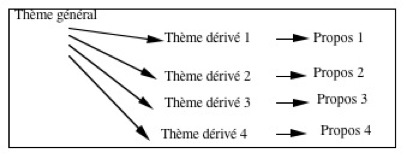 Thème général
Thème dérivé 1 Propos 1
Thème dérivé 2 Propos 2
Thème dérivé 3 Propos 3
Thème dérivé 4 Propos 4